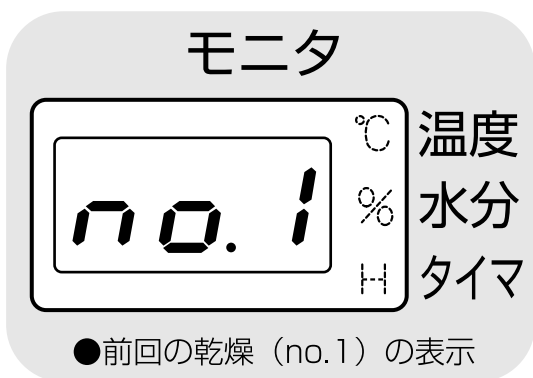 モニタ
℃ 温度
no. 1
% 水分
H タイマ
●前回の乾燥（no.1）の表示